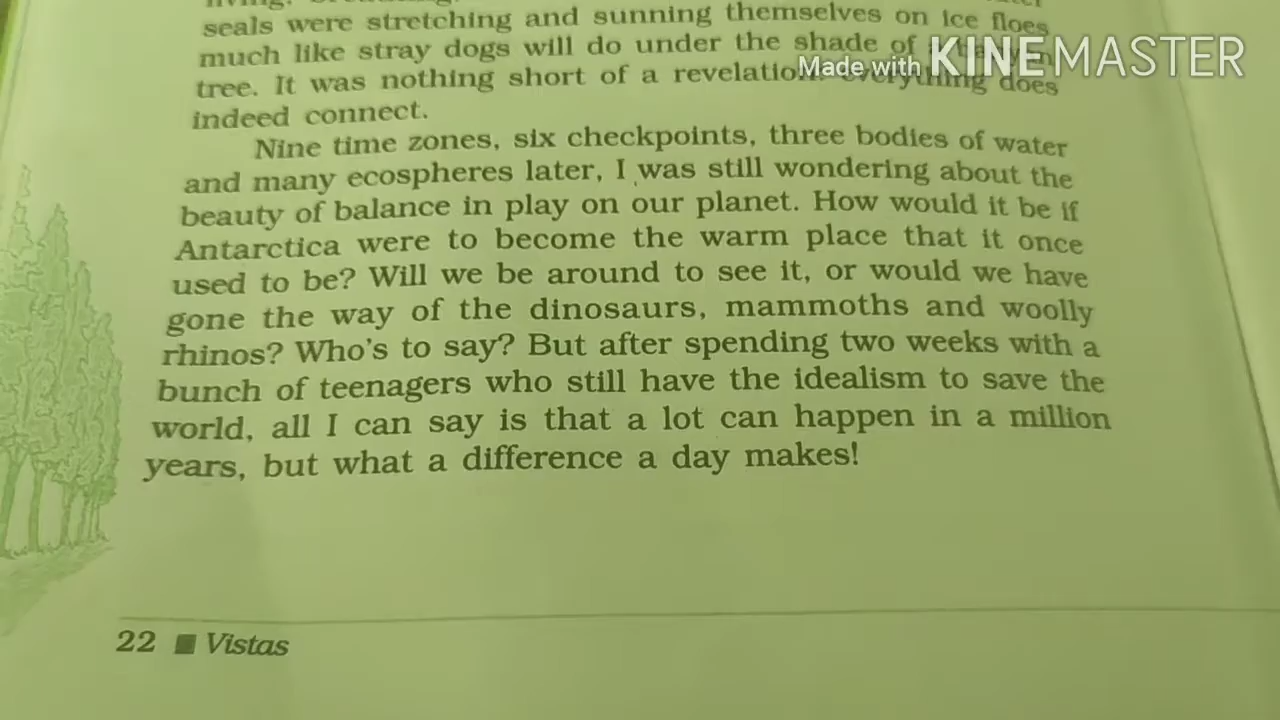 seals were stretching and sunning themselves on ice floes
much like stray dogs will do under the shade of
Made with KINEMASTER
tree. It was nothing short of a revelation: everything does
indeed connect.
Nine time zones, six checkpoints, three bodies of water
and many ecospheres later, I was still wondering about the
beauty of balance in play on our planet. How would it be if
Antarctica were to become the warm place that it once
used to be? Will we be around to see it, or would we have
gone the way of the dinosaurs, mammoths and woolly
rhinos? Who's to say? But after spending two weeks with a
bunch of teenagers who still have the idealism to save the
world, all I can say is that a lot can happen in a million
years, but what a difference a day makes!
22 ■ Vistas